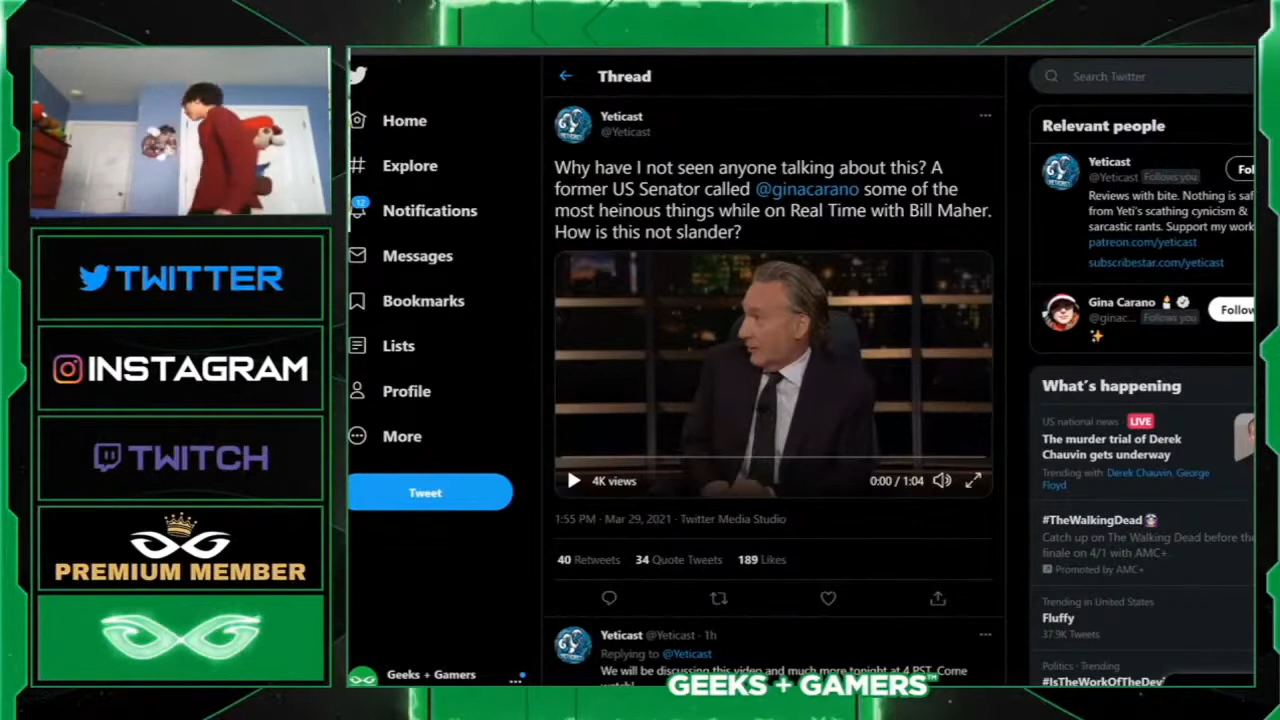 TWITTER
INSTAGRAM
TWITCH
PREMIUM MEMBER
Home
Explore
12
Notifications
Messages
Bookmarks
Lists
Profile
More
Tweet
Geeks + Gamers
...
Thread
Yeticast
@Yeticast
Why have I not seen anyone talking about this? A
former US Senator called @ginacarano some of the
most heinous things while on Real Time with Bill Maher.
How is this not slander?
4K views
0:00 / 1:04
1:55 PM · Mar 29, 2021 · Twitter Media Studio
40 Retweets 34 Quote Tweets 189 Likes
Yeticast @Yeticast · 1h
Replying to @Yeticast
We will be discussing this video and much more tonight at 4 PST. Come
GEEKS + GAMERS™
Search Twitter
Relevant people
Yeticast
@Yeticast Follows you
Fol
Reviews with bite. Nothing is saf
from Yeti's scathing cynicism &
sarcastic rants. Support my work
patreon.com/yeticast
subscribestar.com/yeticast
Gina Carano
@ginac... Follows you
Follow
What's happening
US national news · LIVE
The murder trial of Derek
Chauvin gets underway
Trending with Derek Chauvin, George
Floyd
#TheWalkingDead
Catch up on The Walking Dead before the
finale on 4/1 with AMC+
Promoted by AMC+
Trending in United States
Fluffy
37.9K Tweets
Politics · Trending
#IsTheWorkOfTheDevi